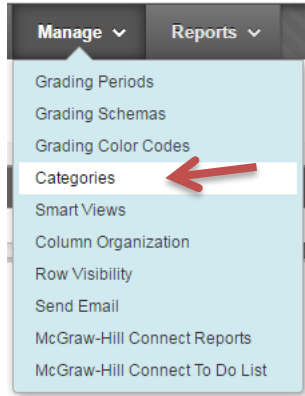 Manage Reports
Grading Periods
Grading Schemas
Grading Color Codes
Categories
Smart Views
Column Organization
Row Visibility
Send Email
McGraw-Hill Connect Reports
McGraw-Hill Connect To Do List